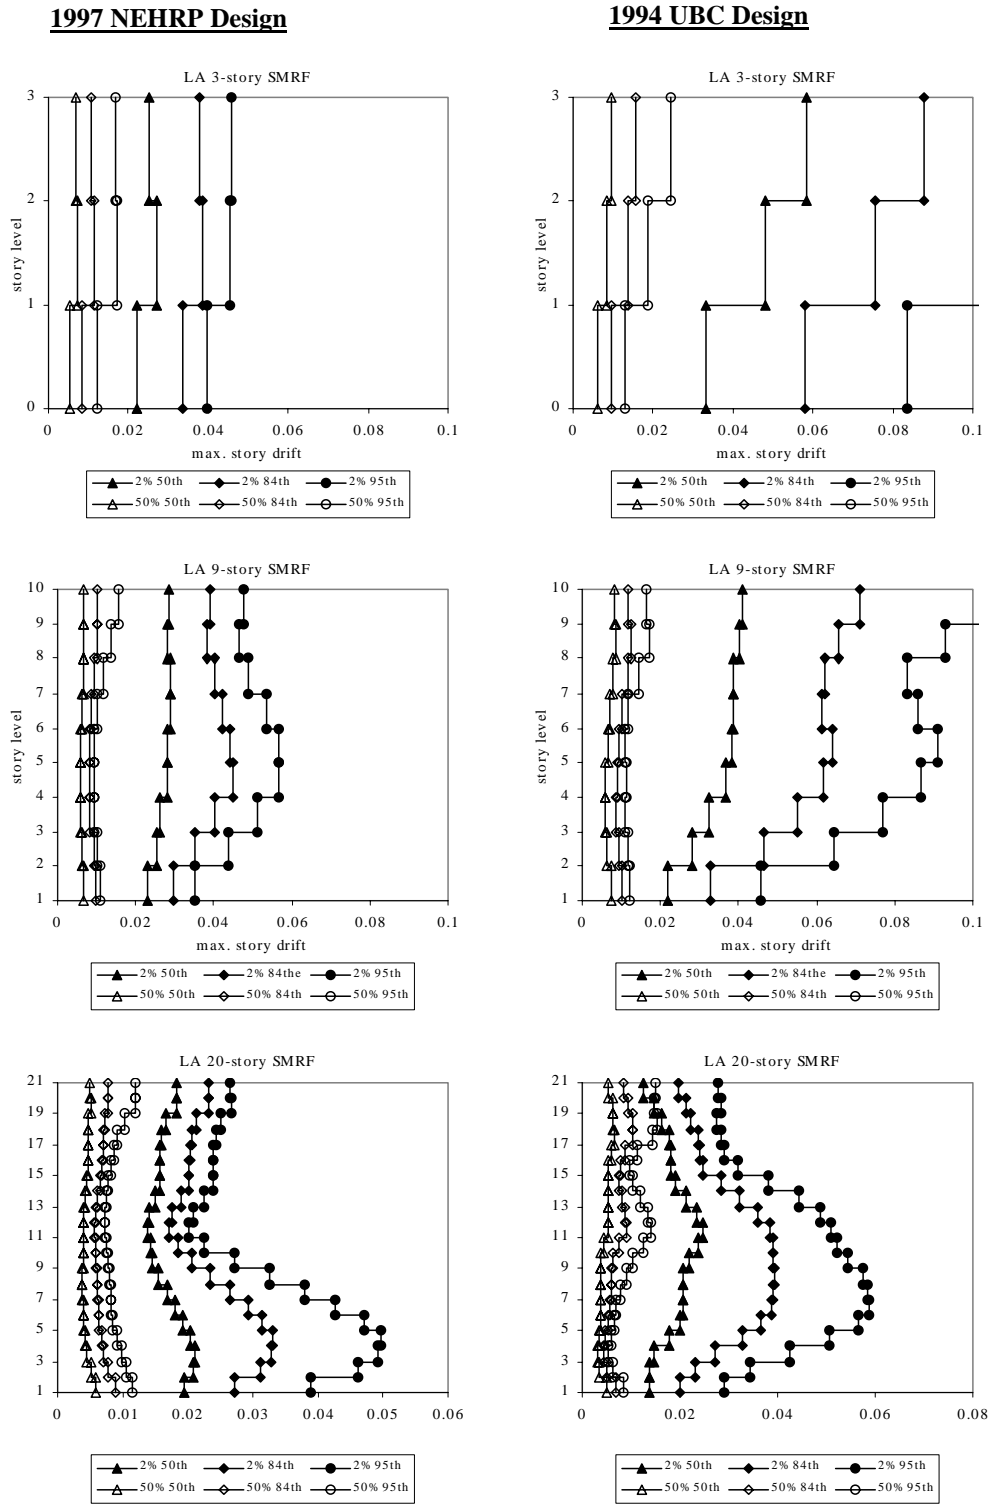 1997 NEHRP Design
1994 UBC Design
LA 3-story SMRF
3
2
1
0
story level
0 0.02 0.04 0.06 0.08 0.1
max. story drift
2% 50th 2% 84th 2% 95th
50% 50th 50% 84th 50% 95th
LA 3-story SMRF
3
2
1
0
story level
0 0.02 0.04 0.06 0.08 0.1
max. story drift
2% 50th 2% 84th 2% 95th
50% 50th 50% 84th 50% 95th
LA 9-story SMRF
10
9
8
7
6
5
4
3
2
1
story level
0 0.02 0.04 0.06 0.08 0.1
max. story drift
2% 50th 2% 84the 2% 95th
50% 50th 50% 84th 50% 95th
LA 9-story SMRF
10
9
8
7
6
5
4
3
2
1
story level
0 0.02 0.04 0.06 0.08 0.1
max. story drift
2% 50th 2% 84the 2% 95th
50% 50th 50% 84th 50% 95th
LA 20-story SMRF
21
19
17
15
13
11
9
7
5
3
1
0 0.01 0.02 0.03 0.04 0.05 0.06
2% 50th 2% 84th 2% 95th
50% 50th 50% 84th 50% 95th
LA 20-story SMRF
21
19
17
15
13
11
9
7
5
3
1
0 0.02 0.04 0.06 0.08
2% 50th 2% 84th 2% 95th
50% 50th 50% 84th 50% 95th